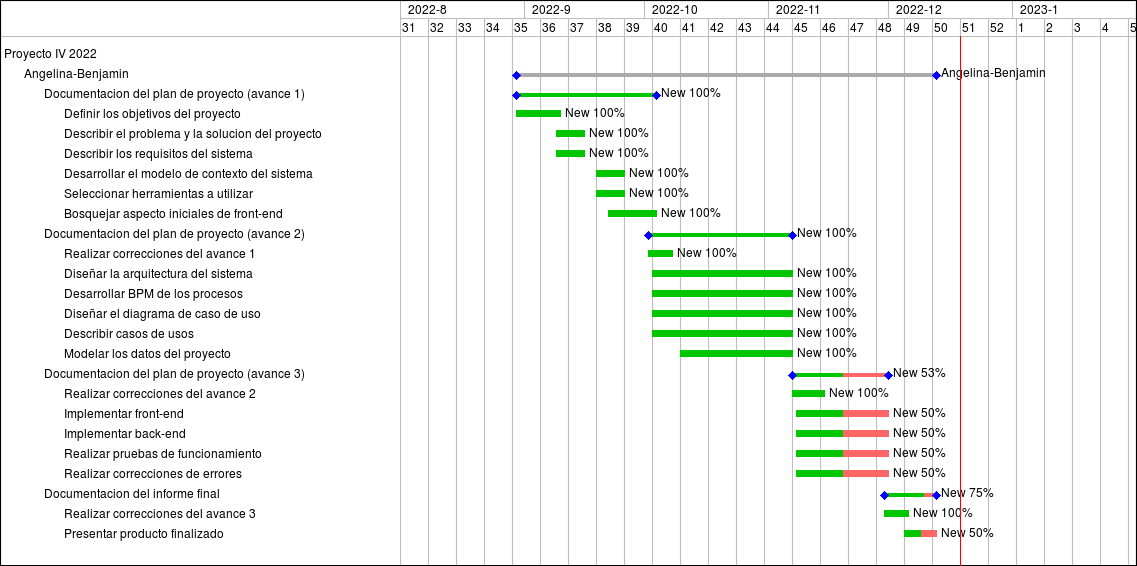 2022-8 2022-9 2022-10 2022-11 2022-12 2023-1
31 32 33 34 35 36 37 38 39 40 41 42 43 44 45 46 47 48 49 50 51 52 1 2 3 4 5
Proyecto IV 2022
Angelina-Benjamin Angelina-Benjamin
Documentacion del plan de proyecto (avance 1) New 100%
Definir los objetivos del proyecto New 100%
Describir el problema y la solucion del proyecto New 100%
Describir los requisitos del sistema New 100%
Desarrollar el modelo de contexto del sistema New 100%
Seleccionar herramientas a utilizar New 100%
Bosquejar aspecto iniciales de front-end New 100%
Documentacion del plan de proyecto (avance 2) New 100%
Realizar correcciones del avance 1 New 100%
Diseñar la arquitectura del sistema New 100%
Desarrollar BPM de los procesos New 100%
Diseñar el diagrama de caso de uso New 100%
Describir casos de usos New 100%
Modelar los datos del proyecto New 100%
Documentacion del plan de proyecto (avance 3) New 53%
Realizar correcciones del avance 2 New 100%
Implementar front-end New 50%
Implementar back-end New 50%
Realizar pruebas de funcionamiento New 50%
Realizar correcciones de errores New 50%
Documentacion del informe final New 75%
Realizar correcciones del avance 3 New 100%
Presentar producto finalizado New 50%